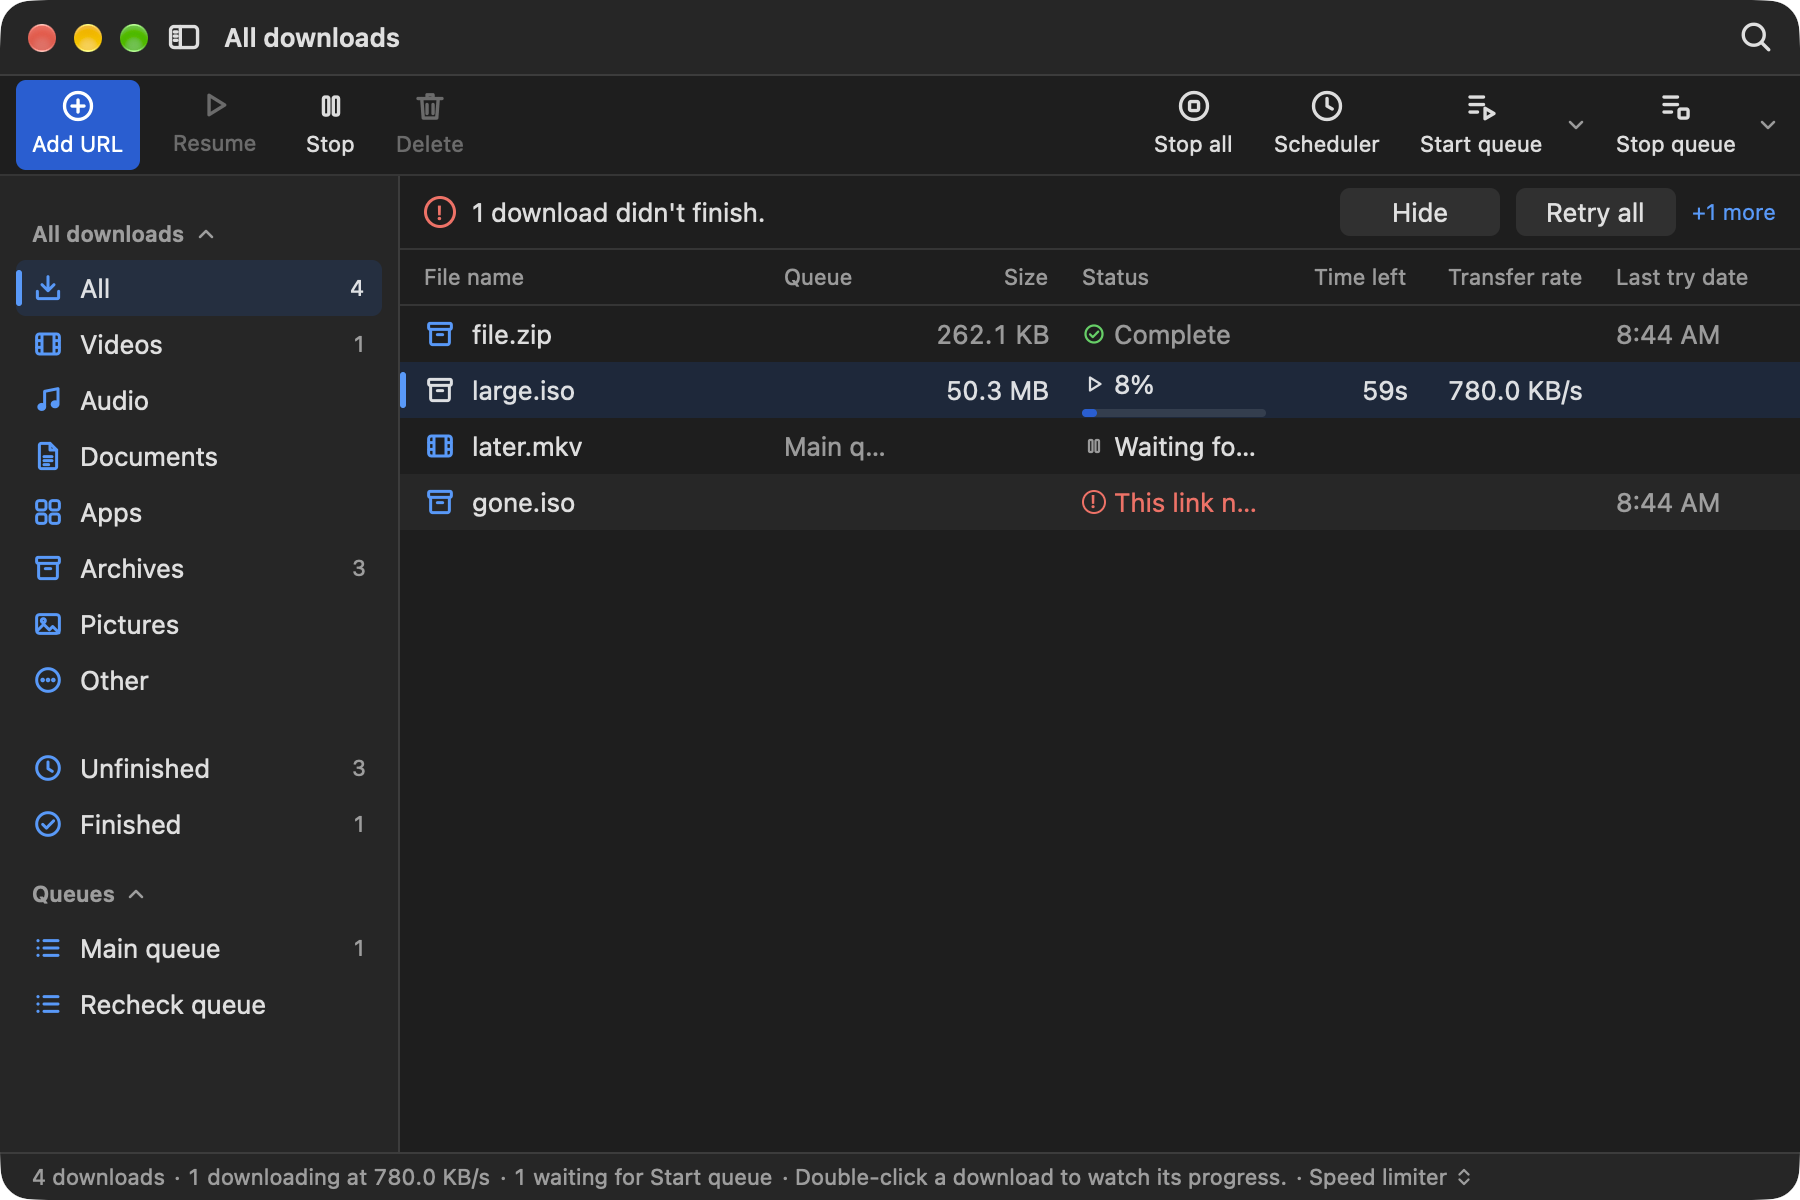 All downloads
Add URL
Resume
Stop
Delete
Stop all
Scheduler
Start queue
Stop queue
All downloads
All 4
Videos 1
Audio
Documents
Apps
Archives 3
Pictures
Other
Unfinished 3
Finished 1
Queues
Main queue 1
Recheck queue
1 download didn't finish.
Hide
Retry all
+1 more
File name Queue Size Status Time left Transfer rate Last try date
file.zip 262.1 KB Complete 8:44 AM
large.iso 50.3 MB 8% 59s 780.0 KB/s
later.mkv Main q... Waiting fo...
gone.iso This link n... 8:44 AM
4 downloads · 1 downloading at 780.0 KB/s · 1 waiting for Start queue · Double-click a download to watch its progress. · Speed limiter